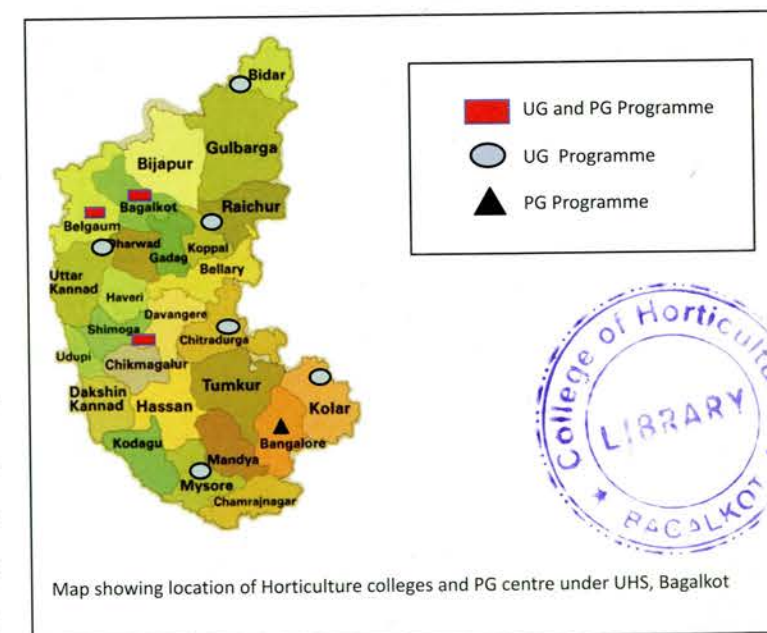 Bidar
Gulbarga
Bijapur
Bagalkot
Raichur
Belgaum
Dharwad
Koppal
Gadag
Bellary
Uttar
Kannad
Haveri
Davangere
Shimoga
Chitradurga
Udupi
Chikmagalur
Tumkur
Dakshin
Kannad
Hassan
Kolar
Bangalore
Kodagu
Mandya
Mysore
Chamrajnagar
UG and PG Programme
UG Programme
PG Programme
College of Horticultu
LIBRARY
BAGALKOT
Map showing location of Horticulture colleges and PG centre under UHS, Bagalkot